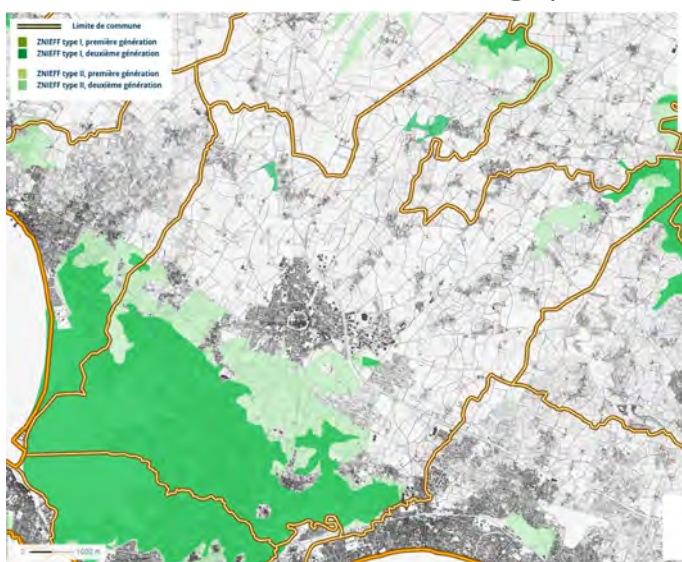 Limite de commune
ZNIEFF type I, première génération
ZNIEFF type I, deuxième génération
ZNIEFF type II, première génération
ZNIEFF type II, deuxième génération
0 1000 m